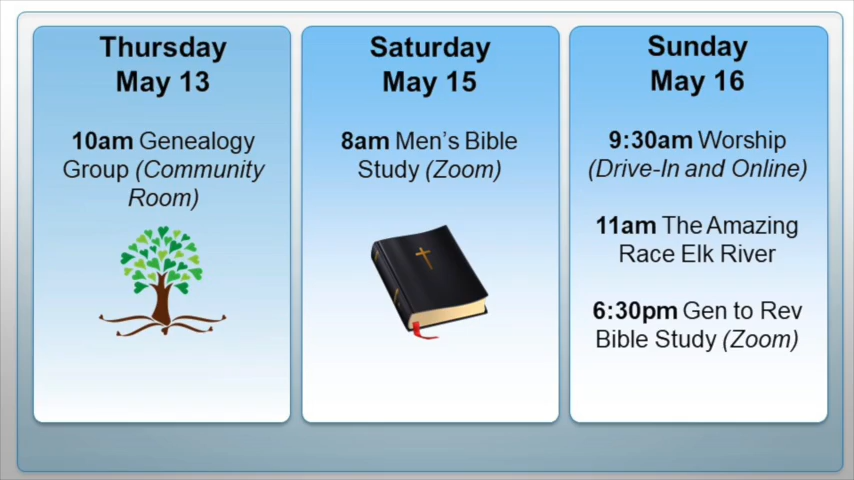 Thursday
May 13
10am Genealogy
Group (Community
Room)
Saturday
May 15
8am Men's Bible
Study (Zoom)
Sunday
May 16
9:30am Worship
(Drive-In and Online)
11am The Amazing
Race Elk River
6:30pm Gen to Rev
Bible Study (Zoom)